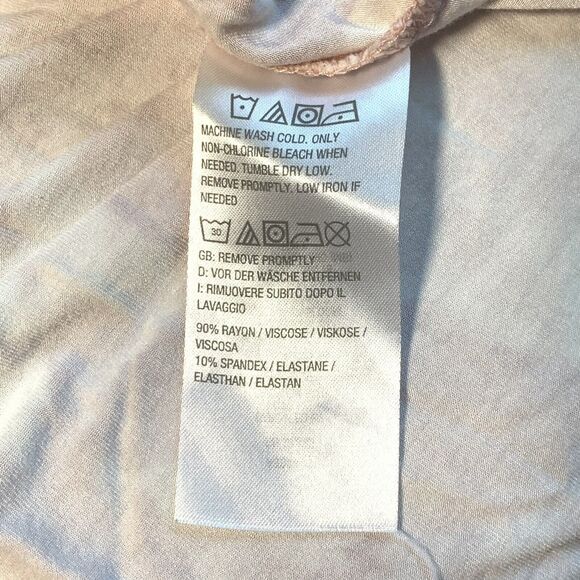 MACHINE WASH COLD. ONLY
NON-CHLORINE BLEACH WHEN
NEEDED. TUMBLE DRY LOW.
REMOVE PROMPTLY. LOW IRON IF
NEEDED
30
GB: REMOVE PROMPTLY
D: VOR DER WÄSCHE ENTFERNEN
I: RIMUOVERE SUBITO DOPO IL
LAVAGGIO
90% RAYON / VISCOSE / VISKOSE /
VISCOSA
10% SPANDEX / ELASTANE /
ELASTHAN / ELASTAN